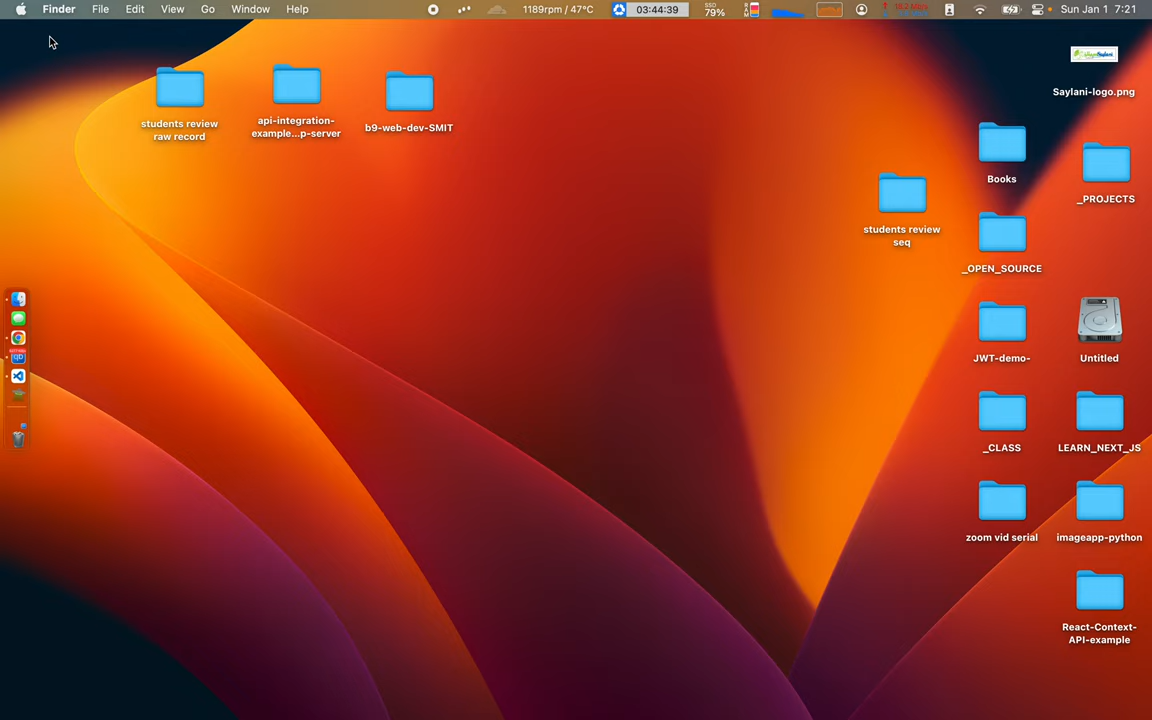 Finder File Edit View Go Window Help 1189rpm / 47°C 03:44:39 SSD 79% Sun Jan 1 7:21
Saylani-logo.png
students review
raw record
api-integration-
example...p-server
b9-web-dev-SMIT
Books
_PROJECTS
students review
seq
_OPEN_SOURCE
JWT-demo-
Untitled
_CLASS
LEARN_NEXT_JS
zoom vid serial
imageapp-python
React-Context-
API-example